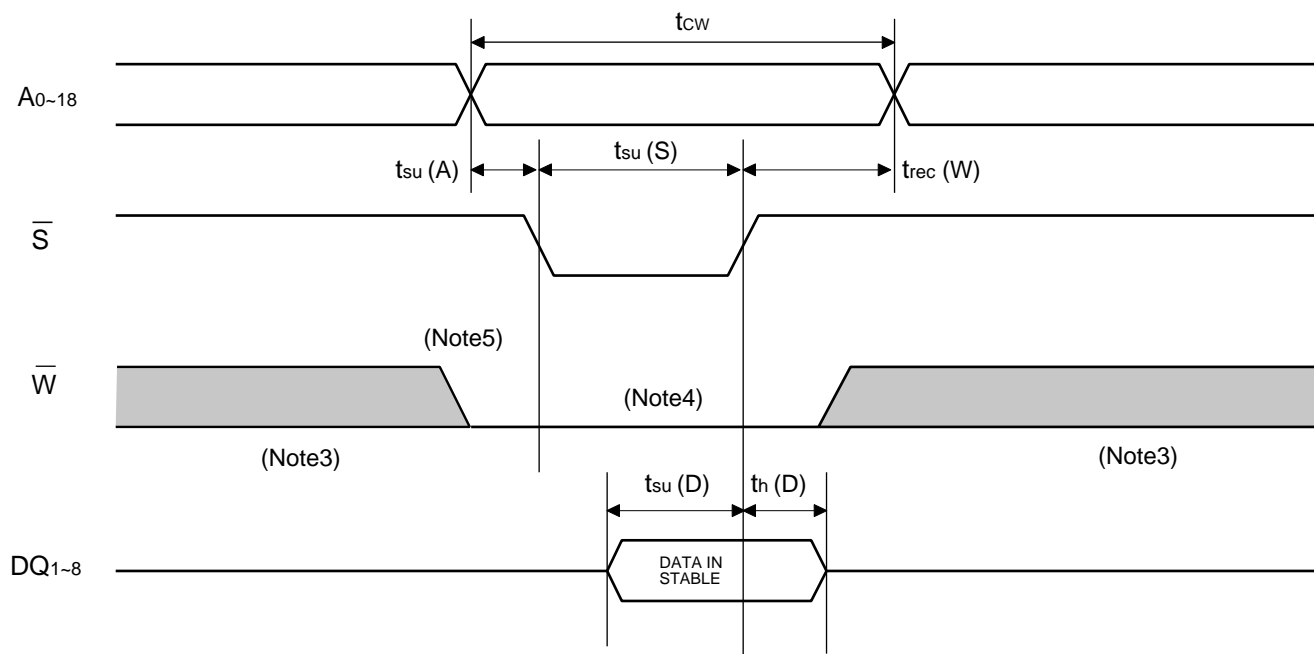 tCW
A0~18
tsu (A)
tsu (S)
trec (W)
S
(Note5)
W
(Note4)
(Note3)
(Note3)
tsu (D)
th (D)
DQ1~8
DATA IN
STABLE